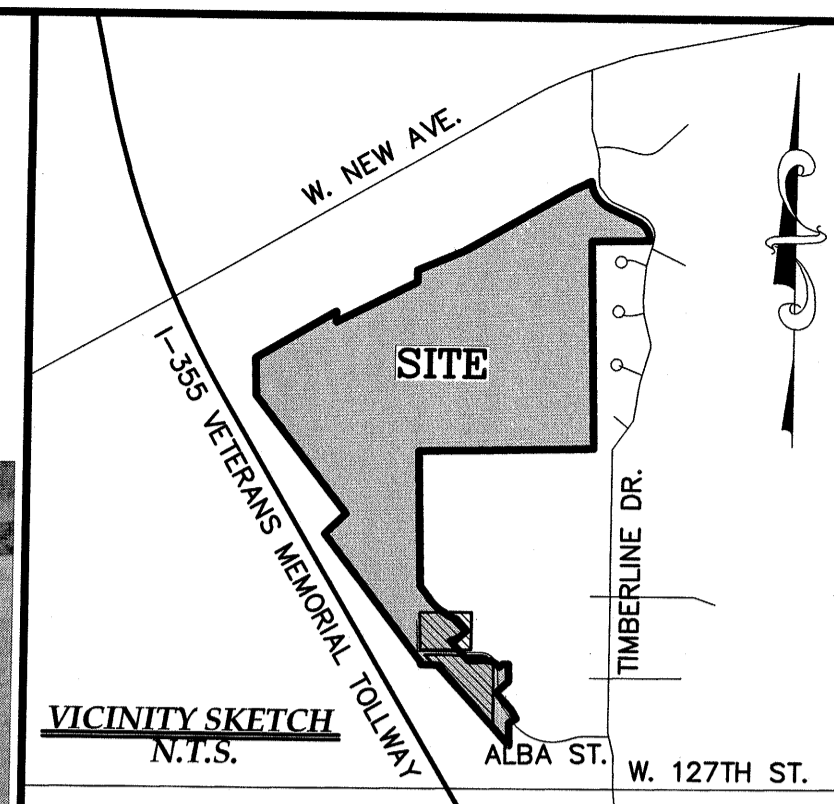 W. NEW AVE.
SITE
I-355 VETERANS MEMORIAL TOLLWAY
TIMBERLINE DR.
VICINITY SKETCH
N.T.S.
ALBA ST.
W. 127TH ST.